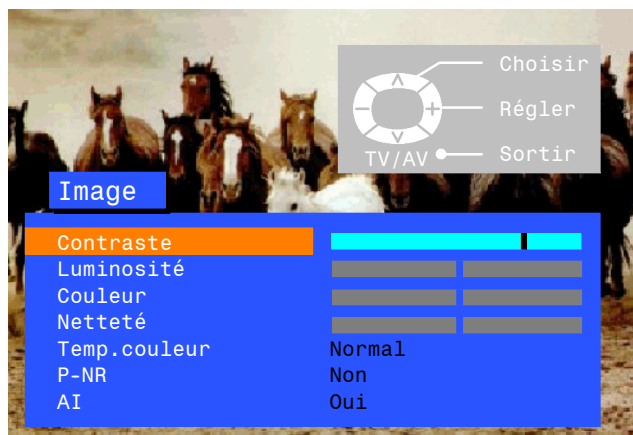 Choisir
Régler
TV/AV Sortir
Image
Contraste
Luminosité
Couleur
Netteté
Temp.couleur Normal
P-NR Non
AI Oui